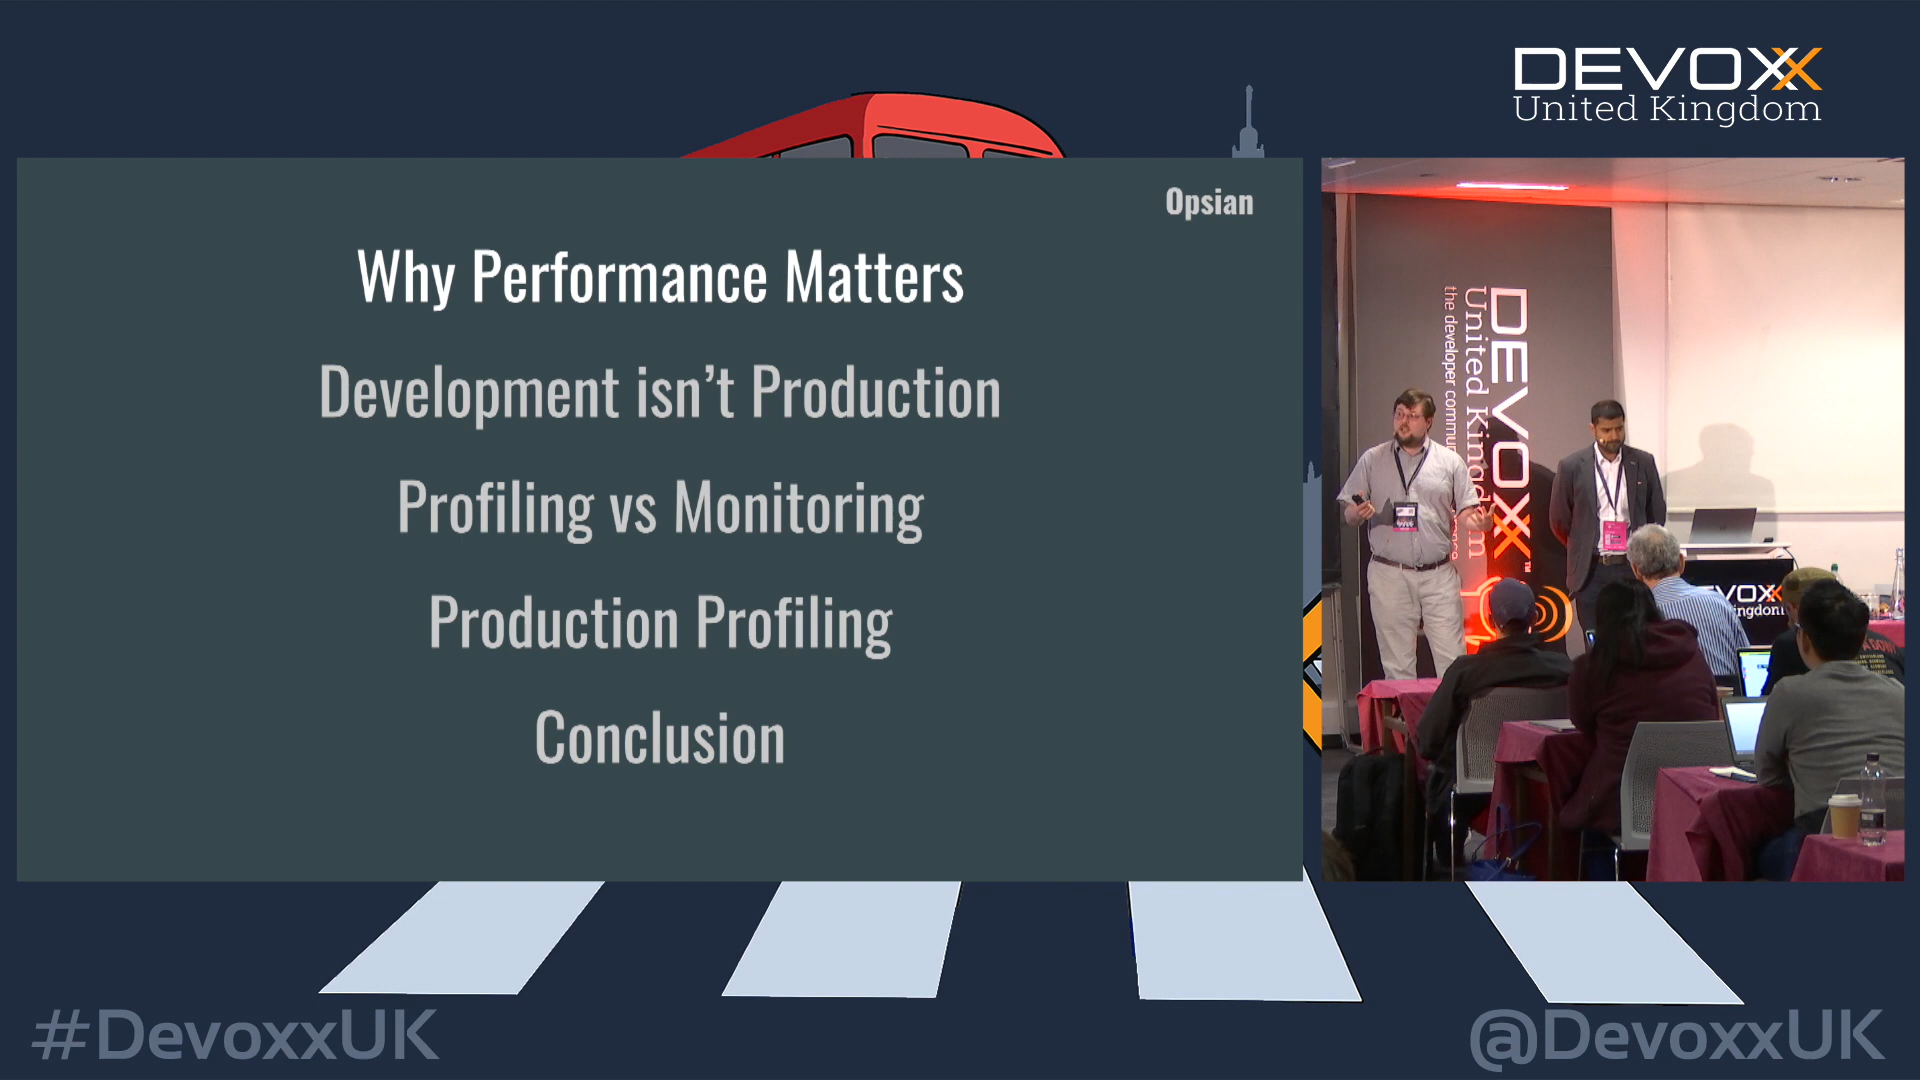 DEVOXX
United Kingdom
Opsian
Why Performance Matters
Development isn't Production
Profiling vs Monitoring
Production Profiling
Conclusion
DEVOXX™
United Kingdom
the developer commu
#DevoxxUK
@DevoxxUK